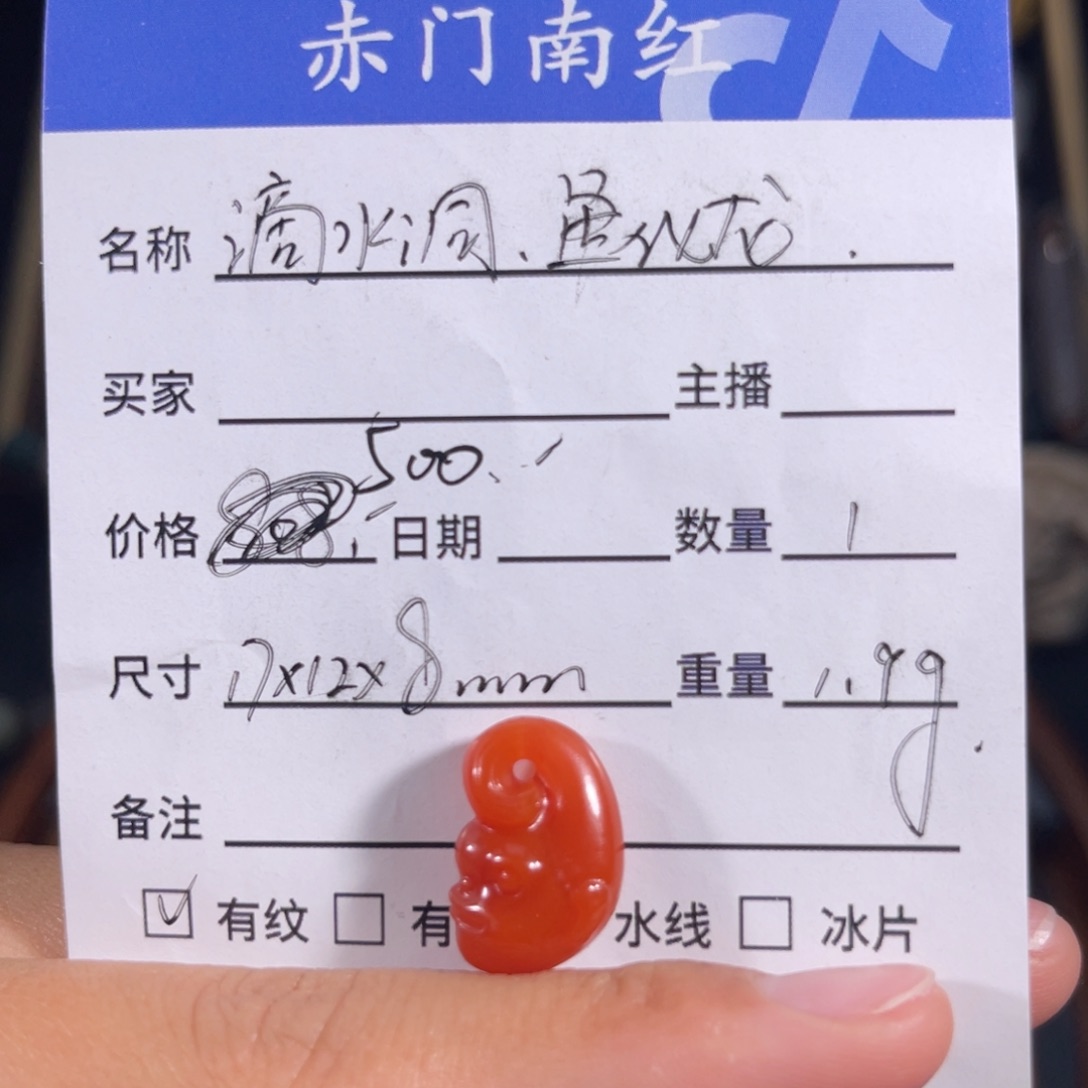 赤门南红
名称 滴水洞.蛋仪龙.
买家 主播
500.
价格 日期 数量 1
尺寸 17x12x8mm 重量 1.9g.
备注
有纹 有 水线 冰片